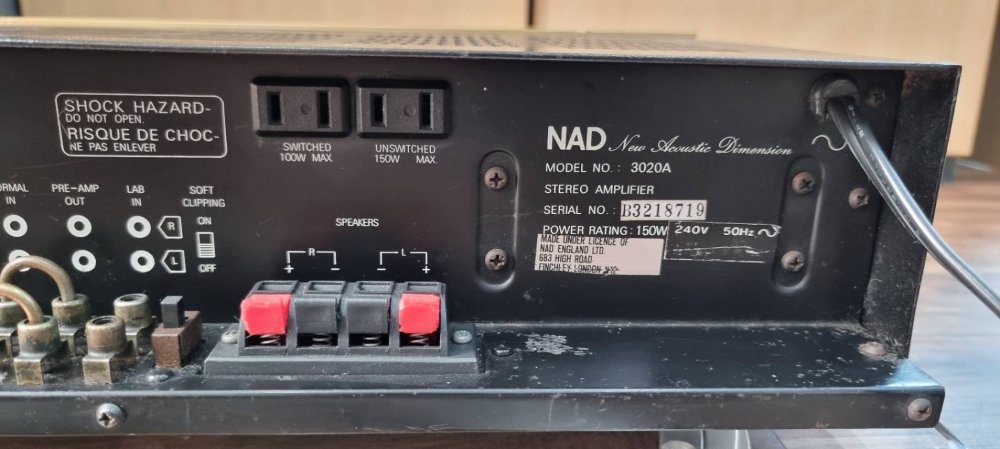 SHOCK HAZARD-
DO NOT OPEN.
RISQUE DE CHOC-
NE PAS ENLEVER
SWITCHED
100W MAX.
UNSWITCHED
150W MAX.
NAD New Acoustic Dimension
MODEL NO.: 3020A
STEREO AMPLIFIER
SERIAL NO.: B3218719
POWER RATING: 150W 240V 50Hz
MADE UNDER LICENCE OF
NAD ENGLAND LTD.
683 HIGH ROAD
FINCHLEY LONDON N12
IN
PRE-AMP
OUT
LAB
IN
R
L
SOFT
CLIPPING
ON
OFF
SPEAKERS
R L
+ − − +